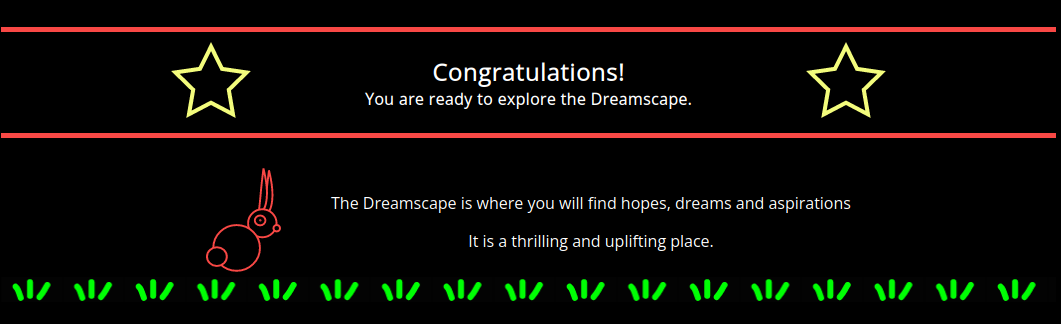 Congratulations!
You are ready to explore the Dreamscape.
The Dreamscape is where you will find hopes, dreams and aspirations
It is a thrilling and uplifting place.